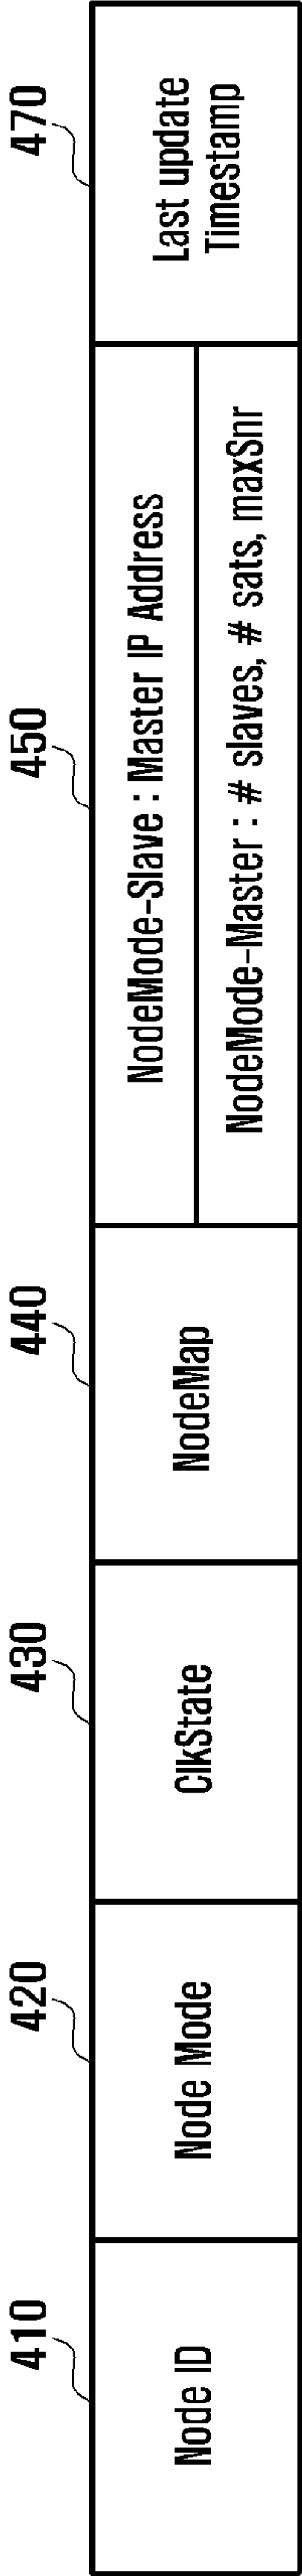 410
420
430
440
450
470
Node ID
Node Mode
ClkState
NodeMap
NodeMode-Slave : Master IP Address
NodeMode-Master : # slaves, # sats, maxSnr
Last update
Timestamp